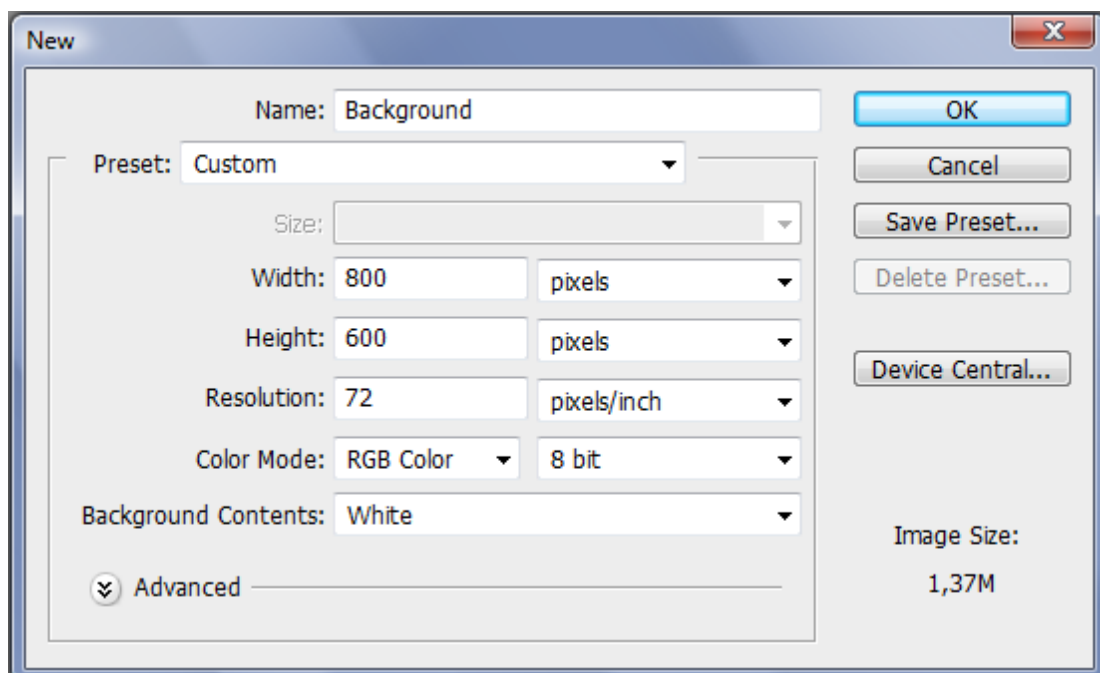 New
Name: Background
OK
Preset: Custom
Cancel
Size:
Save Preset...
Width: 800 pixels
Delete Preset...
Height: 600 pixels
Device Central...
Resolution: 72 pixels/inch
Color Mode: RGB Color 8 bit
Background Contents: White
Image Size:
Advanced
1,37M